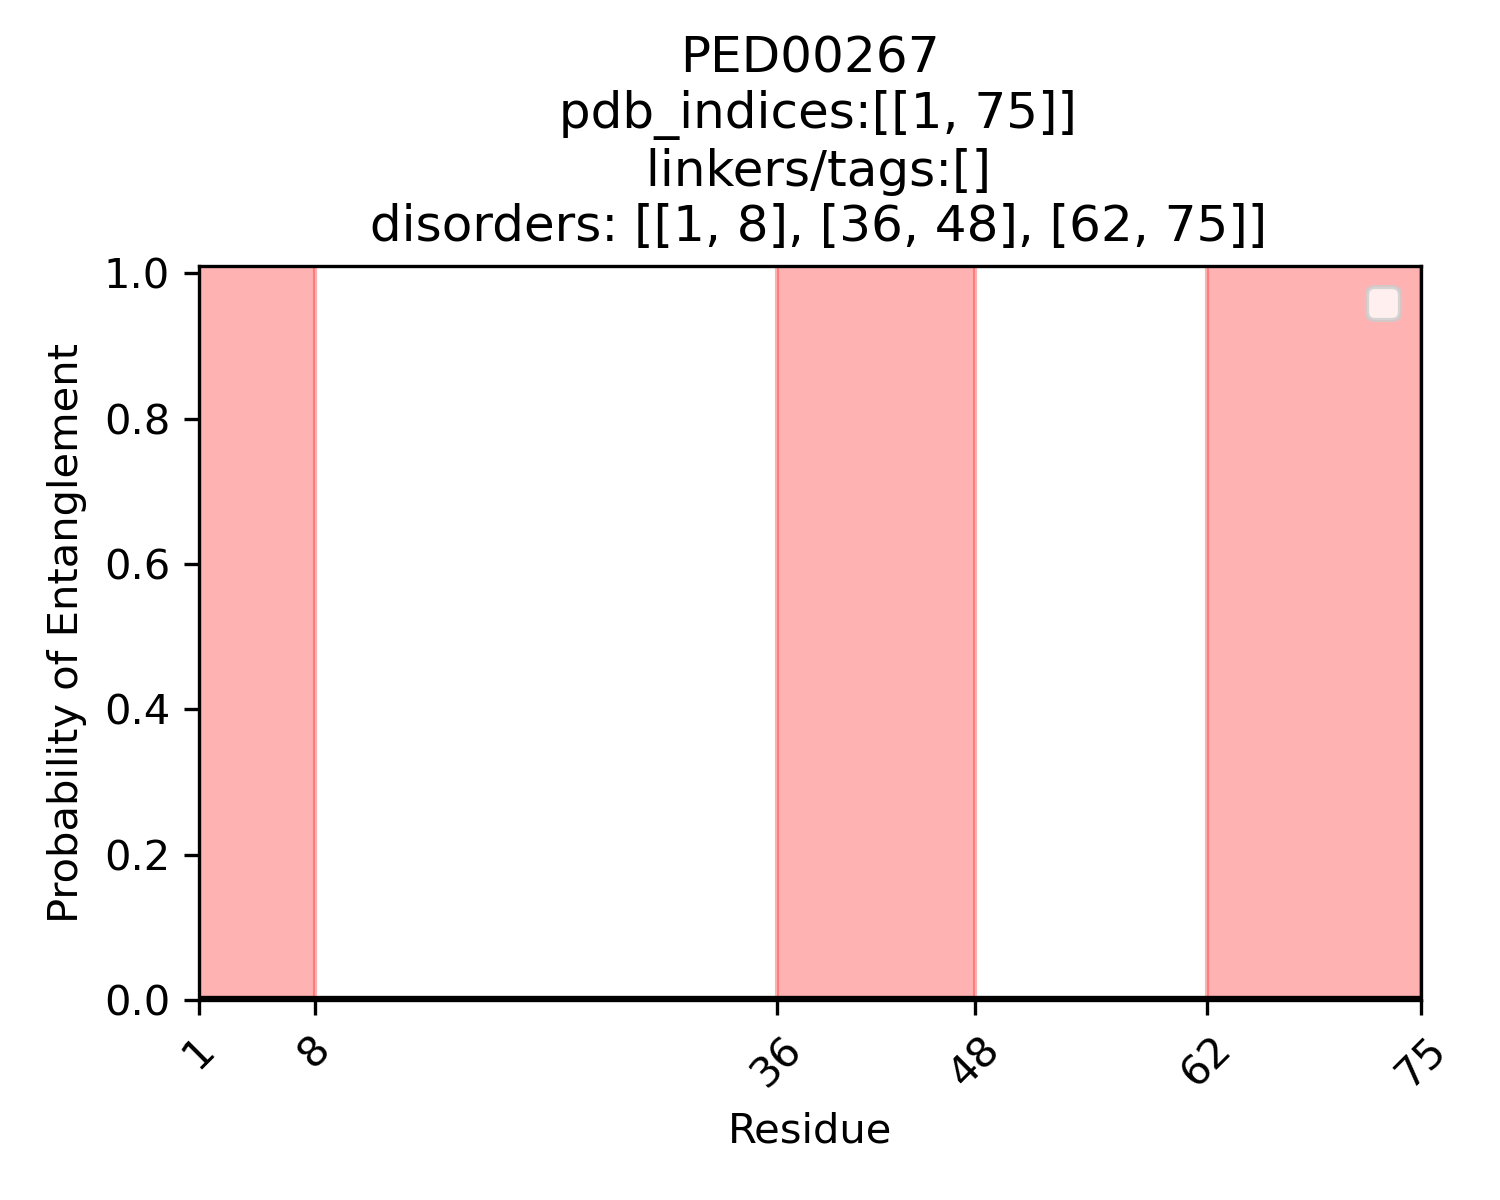 PED00267
pdb_indices:[[1, 75]]
linkers/tags:[]
disorders: [[1, 8], [36, 48], [62, 75]]
1.0
0.8
0.6
0.4
0.2
0.0
Probability of Entanglement
1 8 36 48 62 75
Residue